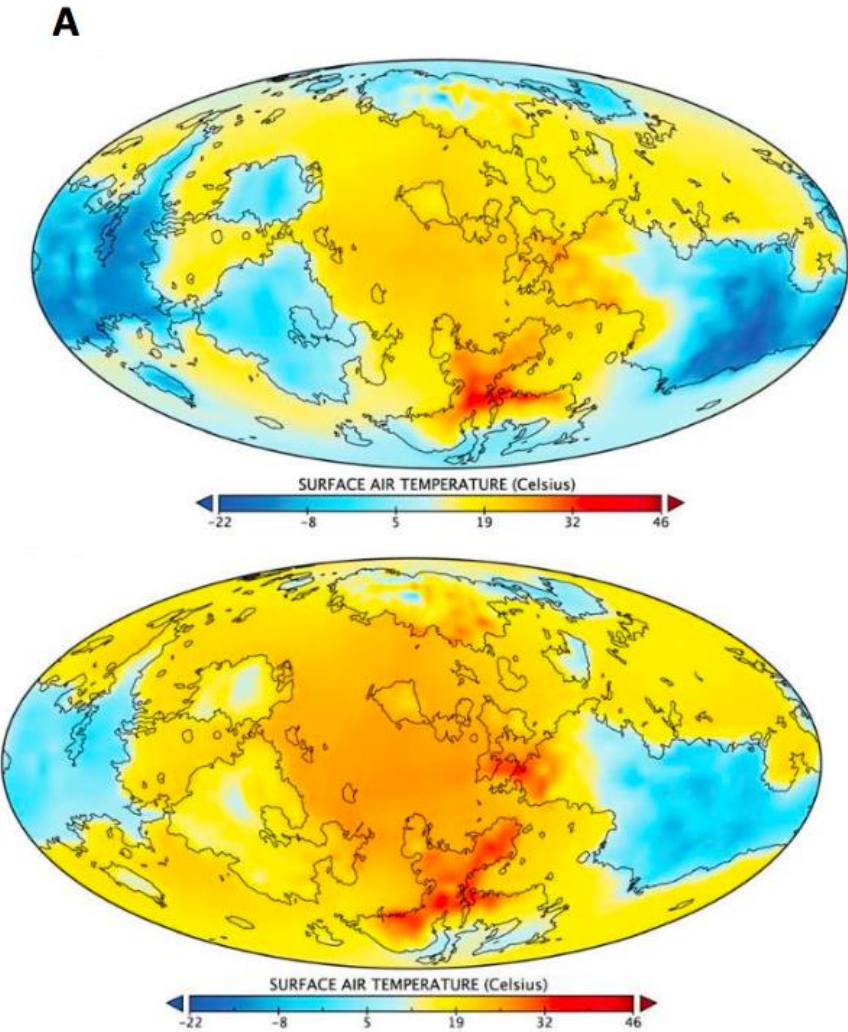 A
SURFACE AIR TEMPERATURE (Celsius)
-22 -8 5 19 32 46
SURFACE AIR TEMPERATURE (Celsius)
-22 -8 5 19 32 46